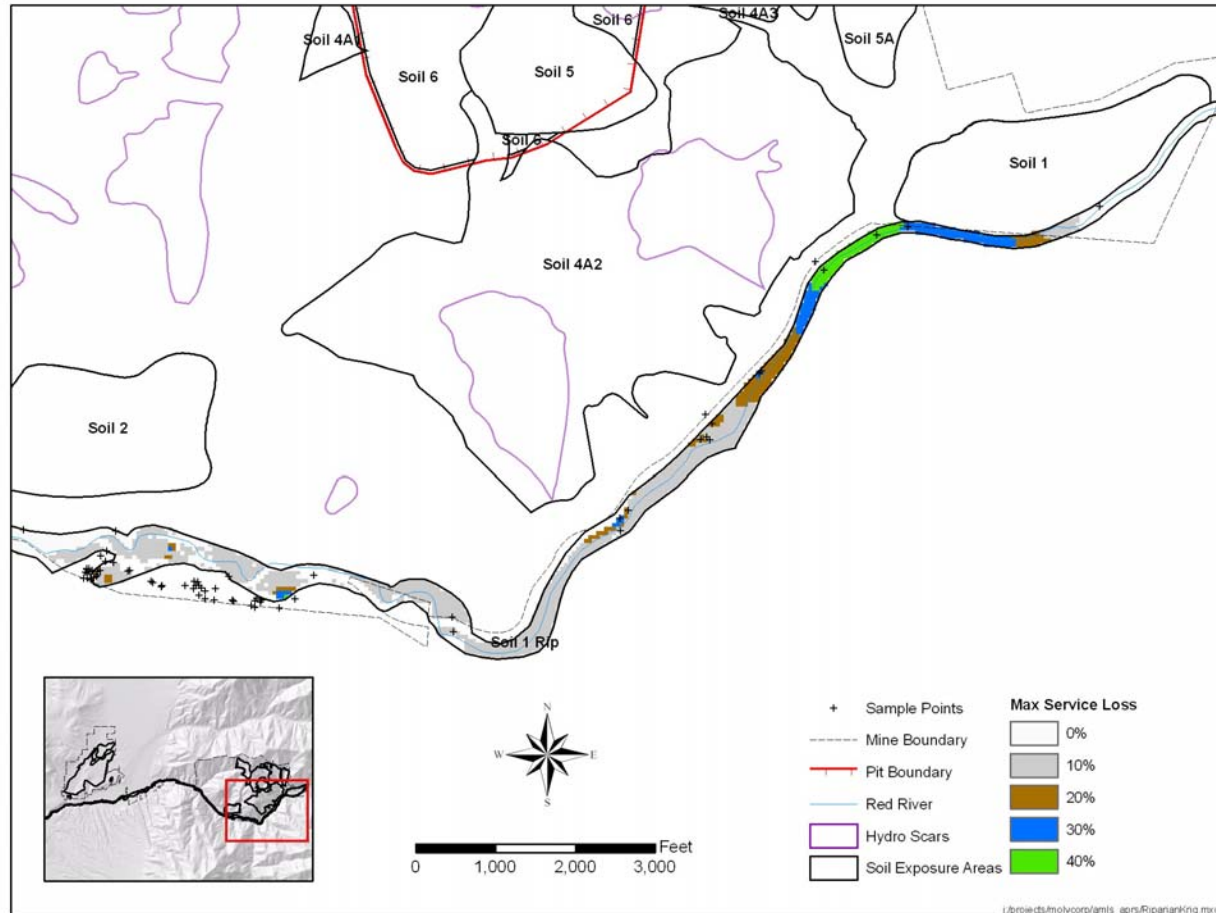 Soil 6
Soil 4A3
Soil 4A1
Soil 5A
Soil 6
Soil 5
Soil 6
Soil 1
Soil 4A2
Soil 2
Soil 1 Rip
N
W E
S
Feet
0 1,000 2,000 3,000
Sample Points
Mine Boundary
Pit Boundary
Red River
Hydro Scars
Soil Exposure Areas
Max Service Loss
0%
10%
20%
30%
40%